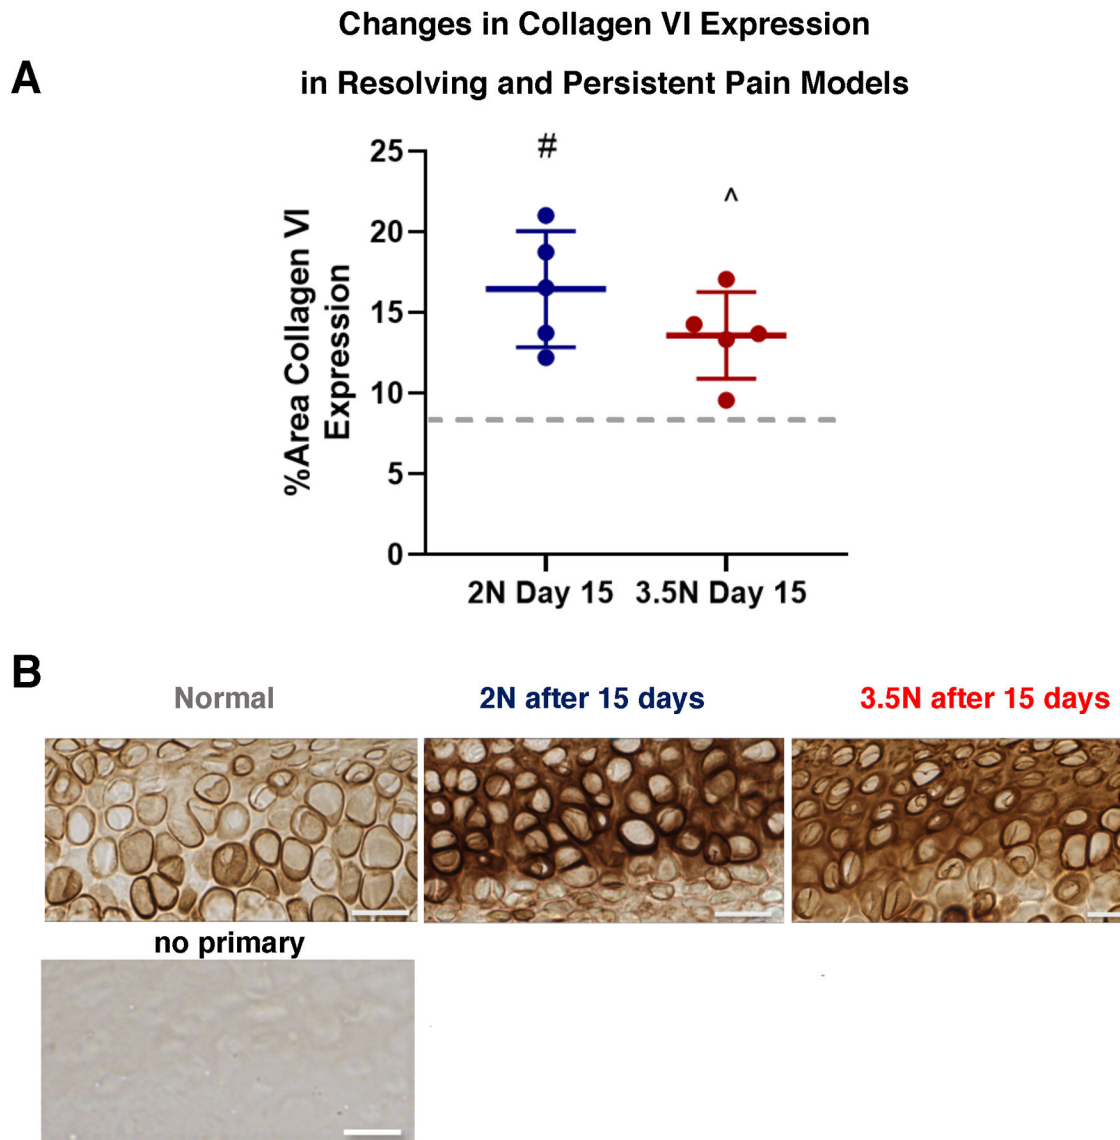 Changes in Collagen VI Expression
in Resolving and Persistent Pain Models
A
#
^
25
20
15
10
5
0
%Area Collagen VI
Expression
2N Day 15 3.5N Day 15
B
Normal 2N after 15 days 3.5N after 15 days
no primary